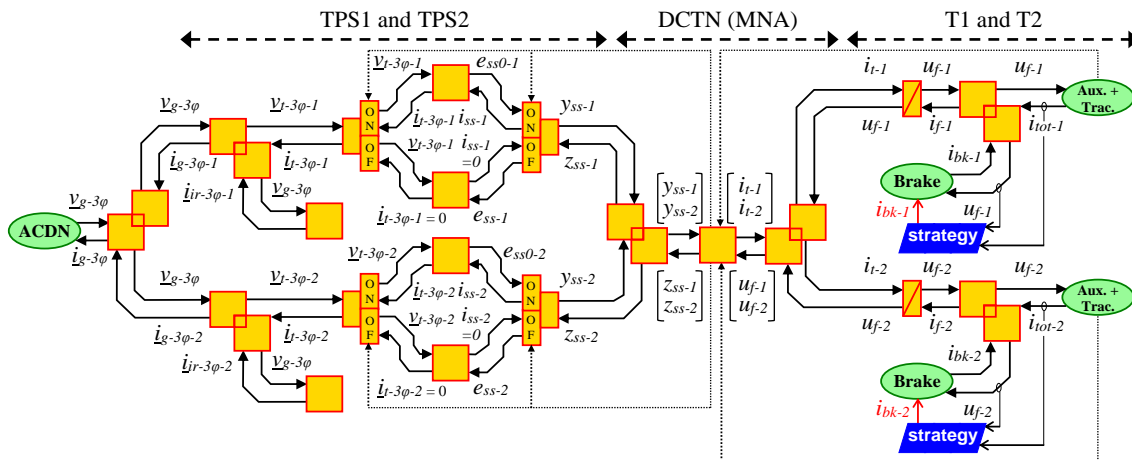 TPS1 and TPS2 DCTN (MNA) T1 and T2
v_t-3φ-1 e_ss0-1 i_t-1 u_f-1 u_f-1
v_g-3φ v_t-3φ-1 ON ON y_ss-1 Aux. + Trac.
i_t-3φ-1 i_ss-1 u_f-1 i_f-1 i_tot-1
v_t-3φ-1 i_ss-1 =0
i_g-3φ-1 i_t-3φ-1 OF OF z_ss-1 i_bk-1
i_ir-3φ-1 v_g-3φ Brake
v_g-3φ i_t-3φ-1 = 0 e_ss-1 y_ss-1 i_t-1 i_bk-1 u_f-1
ACDN y_ss-2 i_t-2 strategy
i_g-3φ
v_t-3φ-2 e_ss0-2 z_ss-1 u_f-1 i_t-2 u_f-2 u_f-2
v_g-3φ v_t-3φ-2 ON ON y_ss-2 z_ss-2 u_f-2 Aux. + Trac.
i_t-3φ-2 i_ss-2 u_f-2 i_f-2 i_tot-2
v_t-3φ-2 i_ss-2 =0
i_g-3φ-2 i_t-3φ-2 OF OF z_ss-2 i_bk-2
i_ir-3φ-2 v_g-3φ Brake
i_t-3φ-2 = 0 e_ss-2 i_bk-2 u_f-2
strategy